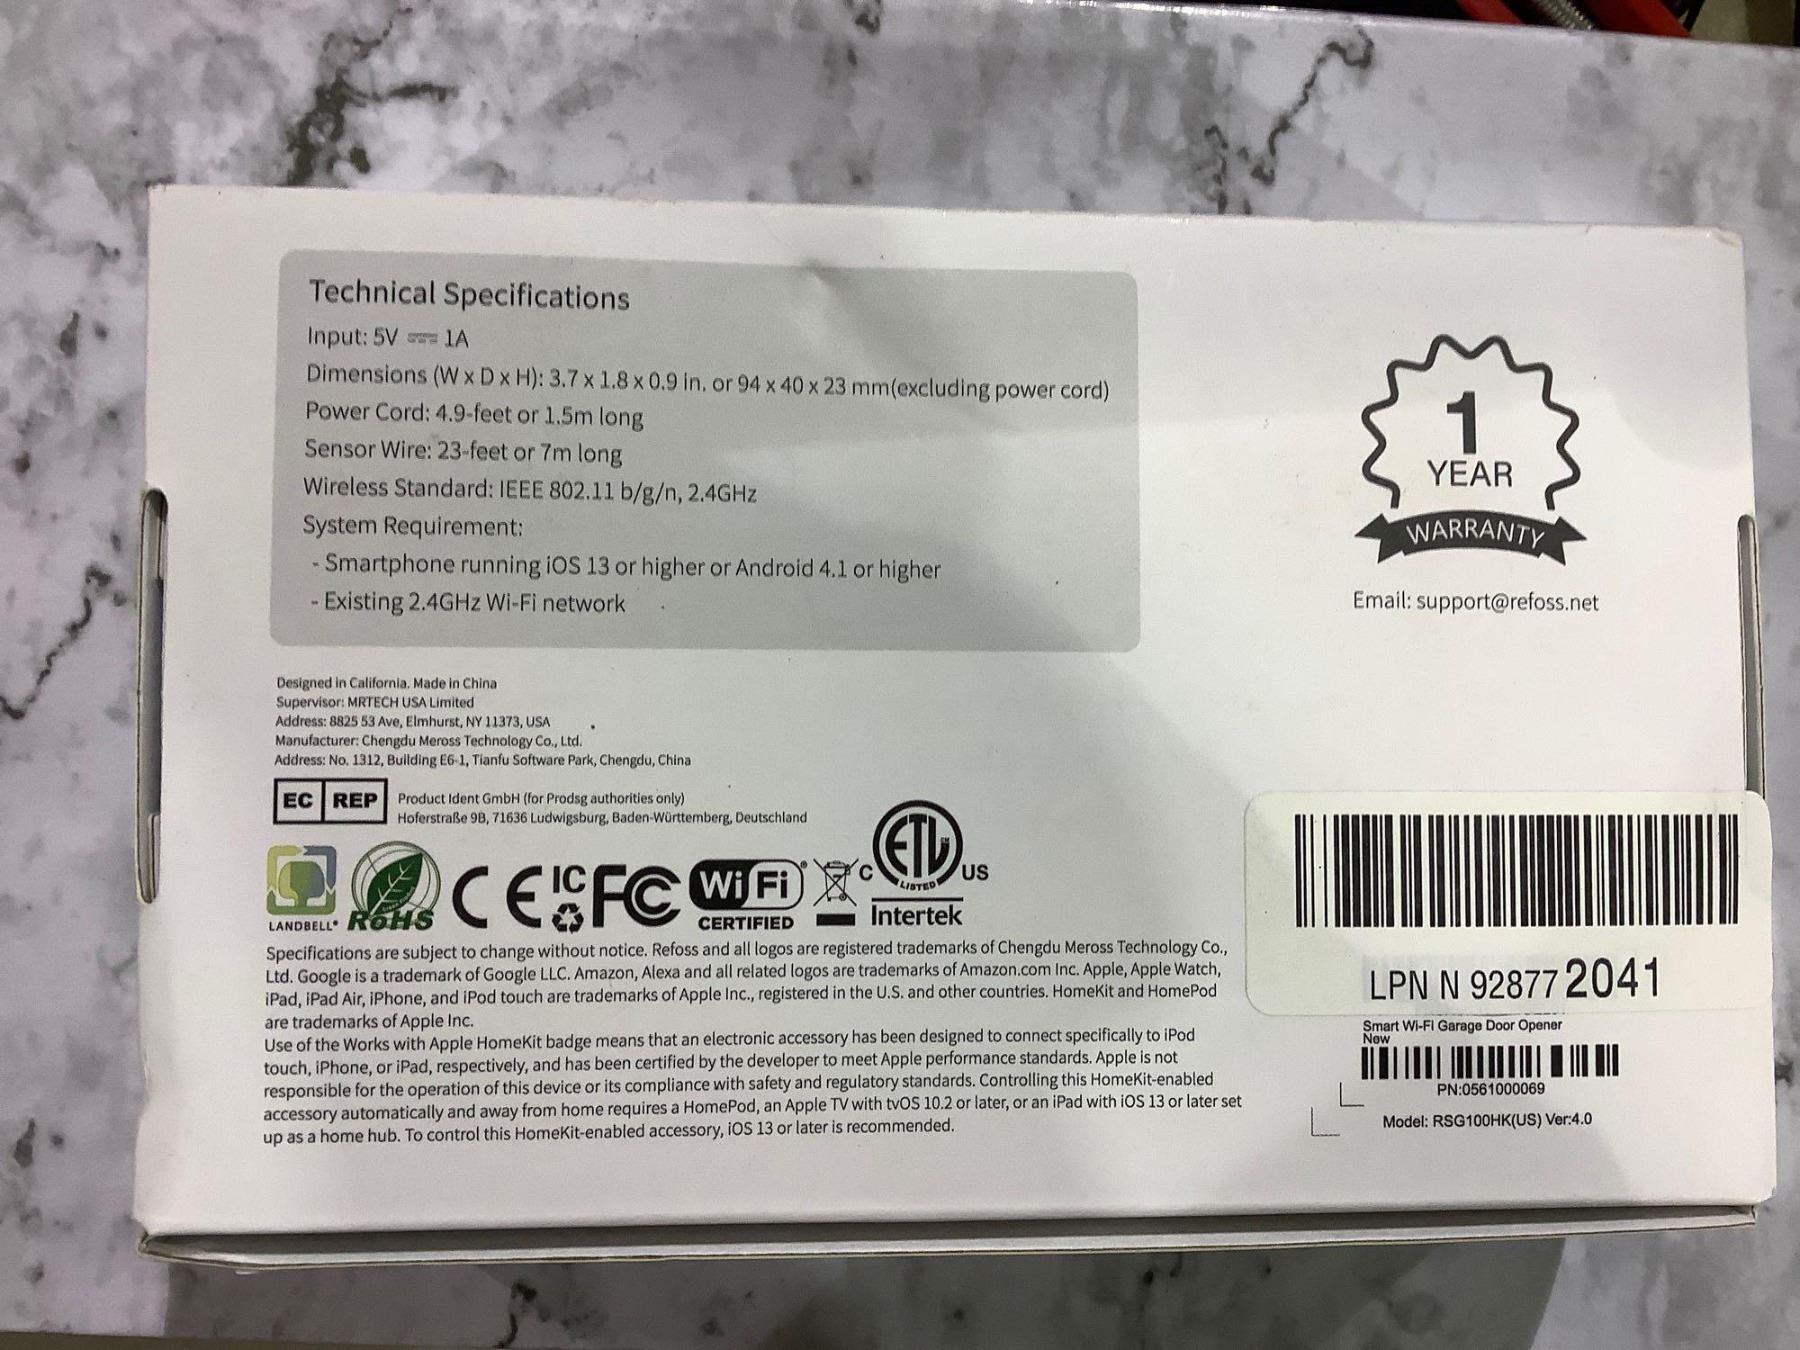 Technical Specifications
Input: 5V ⎓ 1A
Dimensions (W x D x H): 3.7 x 1.8 x 0.9 in. or 94 x 40 x 23 mm(excluding power cord)
Power Cord: 4.9-feet or 1.5m long
Sensor Wire: 23-feet or 7m long
Wireless Standard: IEEE 802.11 b/g/n, 2.4GHz
System Requirement:
- Smartphone running iOS 13 or higher or Android 4.1 or higher
- Existing 2.4GHz Wi-Fi network
1
YEAR
WARRANTY
Email: support@refoss.net
Designed in California. Made in China
Supervisor: MRTECH USA Limited
Address: 8825 53 Ave, Elmhurst, NY 11373, USA
Manufacturer: Chengdu Meross Technology Co., Ltd.
Address: No. 1312, Building E6-1, Tianfu Software Park, Chengdu, China
EC REP
Product Ident GmbH (for Prodsg authorities only)
Hoferstraße 9B, 71636 Ludwigsburg, Baden-Württemberg, Deutschland
LANDBELL®
RoHS
CE
IC
FC
Wi Fi®
CERTIFIED
C ETL US
LISTED
Intertek
Specifications are subject to change without notice. Refoss and all logos are registered trademarks of Chengdu Meross Technology Co.,
Ltd. Google is a trademark of Google LLC. Amazon, Alexa and all related logos are trademarks of Amazon.com Inc. Apple, Apple Watch,
iPad, iPad Air, iPhone, and iPod touch are trademarks of Apple Inc., registered in the U.S. and other countries. HomeKit and HomePod
are trademarks of Apple Inc.
Use of the Works with Apple HomeKit badge means that an electronic accessory has been designed to connect specifically to iPod
touch, iPhone, or iPad, respectively, and has been certified by the developer to meet Apple performance standards. Apple is not
responsible for the operation of this device or its compliance with safety and regulatory standards. Controlling this HomeKit-enabled
accessory automatically and away from home requires a HomePod, an Apple TV with tvOS 10.2 or later, or an iPad with iOS 13 or later set
up as a home hub. To control this HomeKit-enabled accessory, iOS 13 or later is recommended.
LPN N 92877 2041
Smart Wi-Fi Garage Door Opener
New
PN:0561000069
Model: RSG100HK(US) Ver:4.0